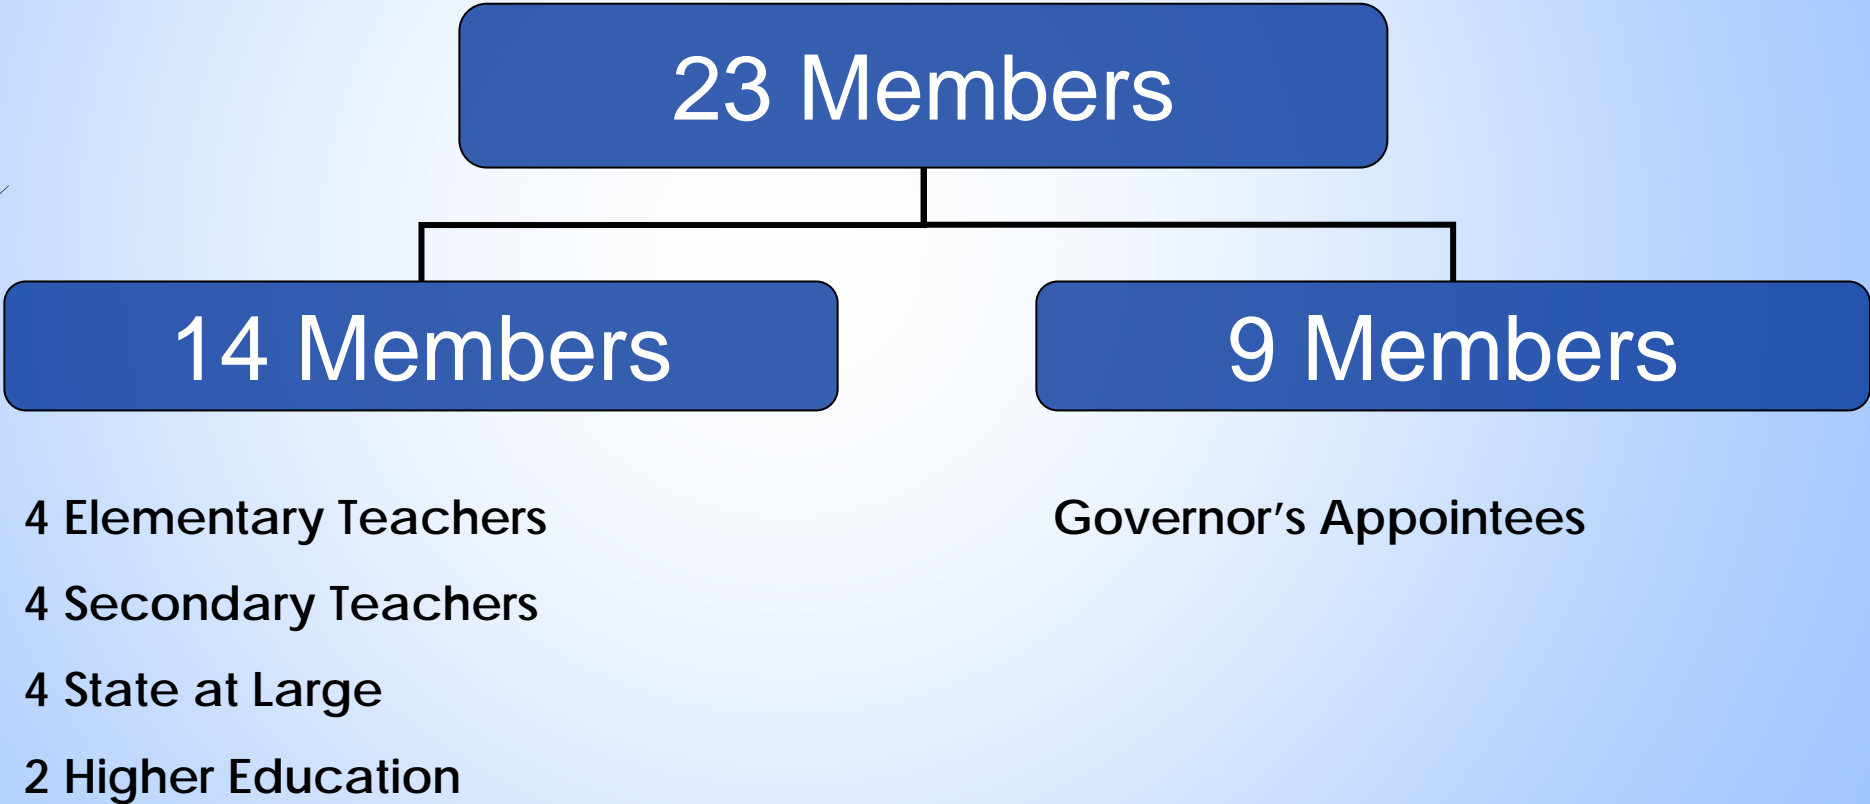 23 Members
14 Members
9 Members
4 Elementary Teachers
4 Secondary Teachers
4 State at Large
2 Higher Education
Governor’s Appointees